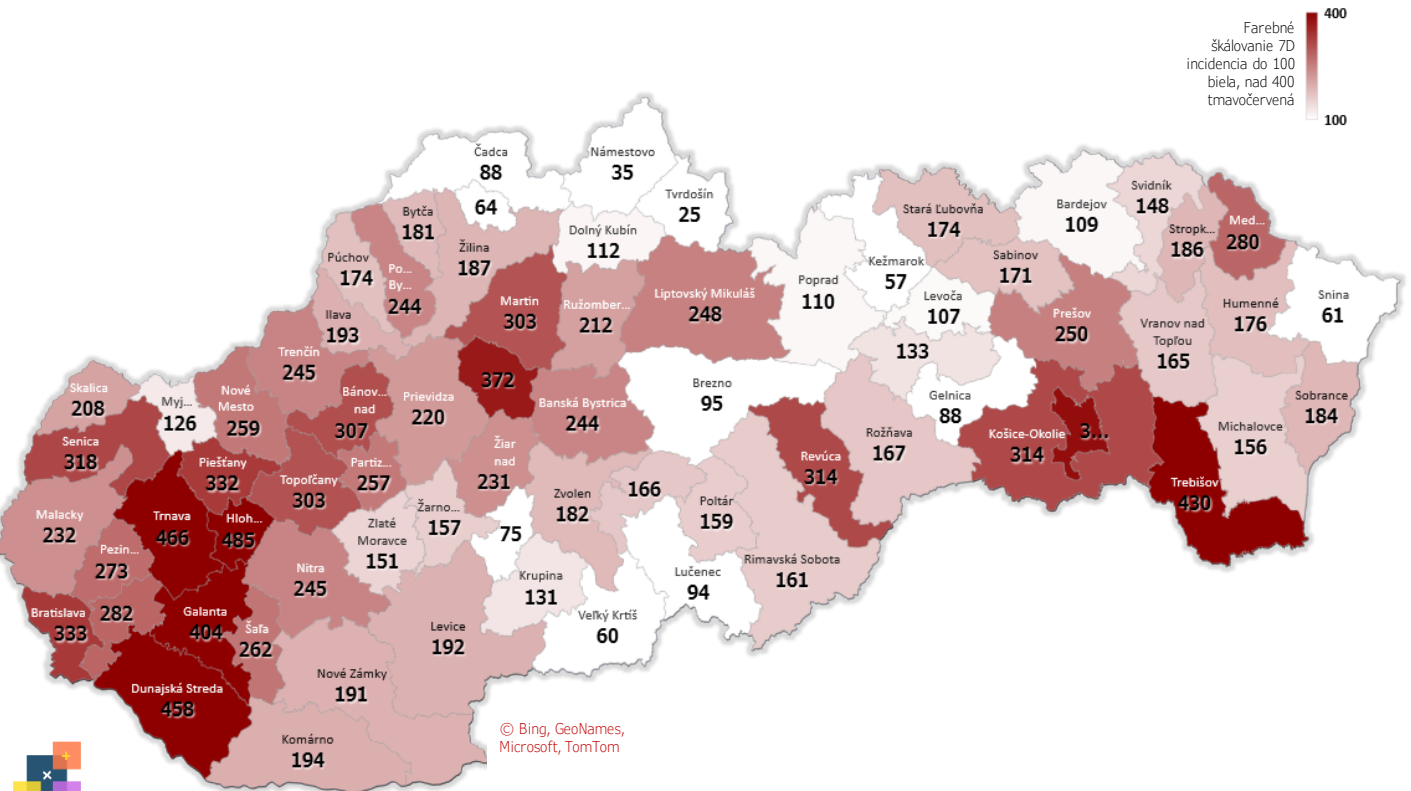 Farebné
škálovanie 7D
incidencia do 100
biela, nad 400
tmavočervená
400
100
Čadca
88
Námestovo
35
64
Tvrdošín
25
Bytča
181
Dolný Kubín
112
Žilina
187
Púchov
174
Po...
By...
244
Ilava
193
Martin
303
Ružomber...
212
Liptovský Mikuláš
248
Poprad
110
Kežmarok
57
Stará Ľubovňa
174
Levoča
107
Sabinov
171
Bardejov
109
Svidník
148
Stropk...
186
Med...
280
Snina
61
Humenné
176
Vranov nad
Topľou
165
Prešov
250
133
Gelnica
88
Košice-Okolie
314
3...
Trebišov
430
Michalovce
156
Sobrance
184
Rožňava
167
Revúca
314
Brezno
95
Banská Bystrica
244
372
Prievidza
220
Trenčín
245
Bánov...
nad
307
Nové
Mesto
259
Myj...
126
Skalica
208
Senica
318
Piešťany
332
Topoľčany
303
Partiz...
257
Žiar
nad
231
Žarno...
157
Zlaté
Moravce
151
Zvolen
182
166
Poltár
159
Rimavská Sobota
161
Lučenec
94
75
Krupina
131
Veľký Krtíš
60
Malacky
232
Trnava
466
Hloh...
485
Pezin...
273
Nitra
245
Bratislava
333
282
Galanta
404
Šaľa
262
Levice
192
Nové Zámky
191
Dunajská Streda
458
Komárno
194
© Bing, GeoNames,
Microsoft, TomTom